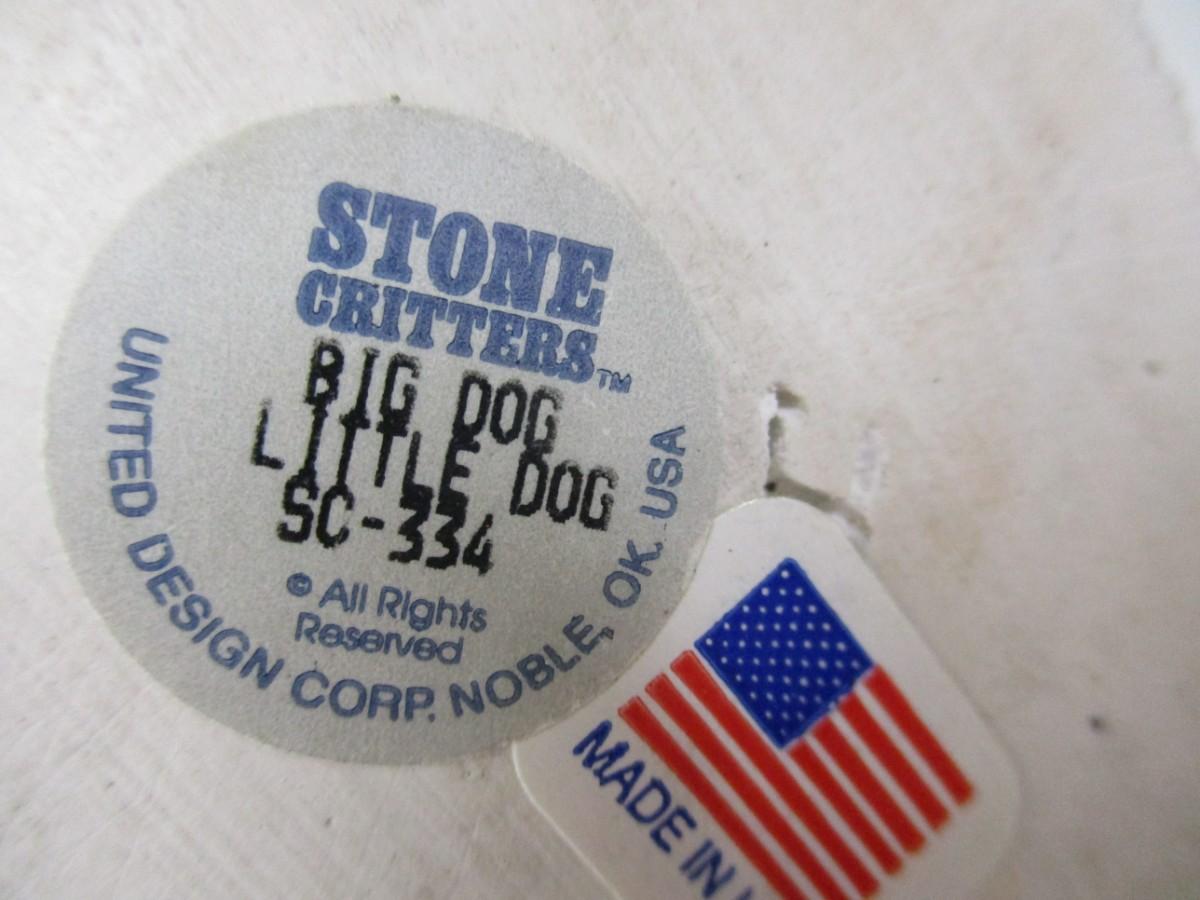 STONE
CRITTERS™
BIG DOG
LITTLE DOG
SC-334
© All Rights
Reserved
UNITED DESIGN CORP. NOBLE, OK. USA
MADE IN